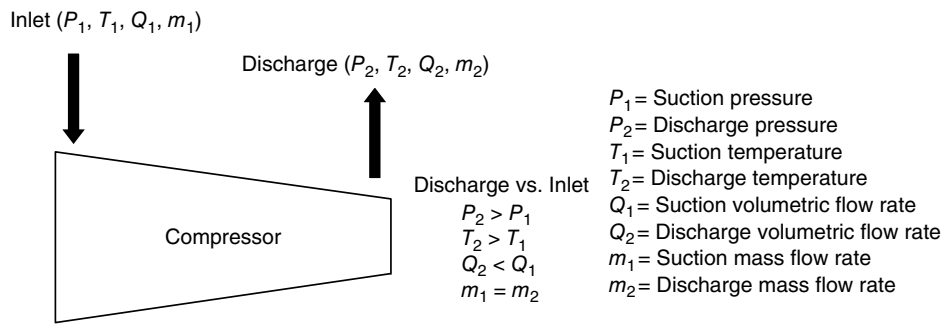 Inlet (P₁, T₁, Q₁, m₁)
Discharge (P₂, T₂, Q₂, m₂)
Compressor
Discharge vs. Inlet
P₂ > P₁
T₂ > T₁
Q₂ < Q₁
m₁ = m₂
P₁ = Suction pressure
P₂ = Discharge pressure
T₁ = Suction temperature
T₂ = Discharge temperature
Q₁ = Suction volumetric flow rate
Q₂ = Discharge volumetric flow rate
m₁ = Suction mass flow rate
m₂ = Discharge mass flow rate